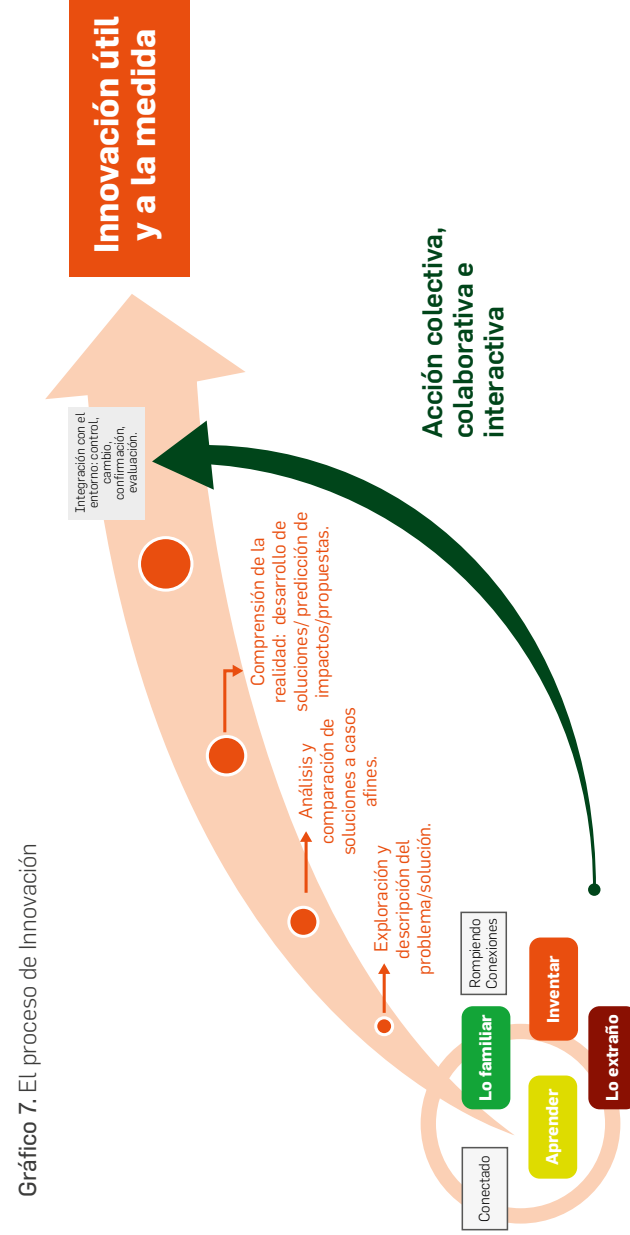 Gráfico 7. El proceso de Innovación
Innovación útil
y a la medida
Integración con el
entorno: control,
cambio,
confirmación,
evaluación.
Comprensión de la
realidad: desarrollo de
soluciones/ predicción de
impactos/propuestas.
Análisis y
comparación de
soluciones a casos
afines.
Exploración y
descripción del
problema/solución.
Acción colectiva,
colaborativa e
interactiva
Conectado
Rompiendo
Conexiones
Lo familiar
Aprender
Inventar
Lo extraño